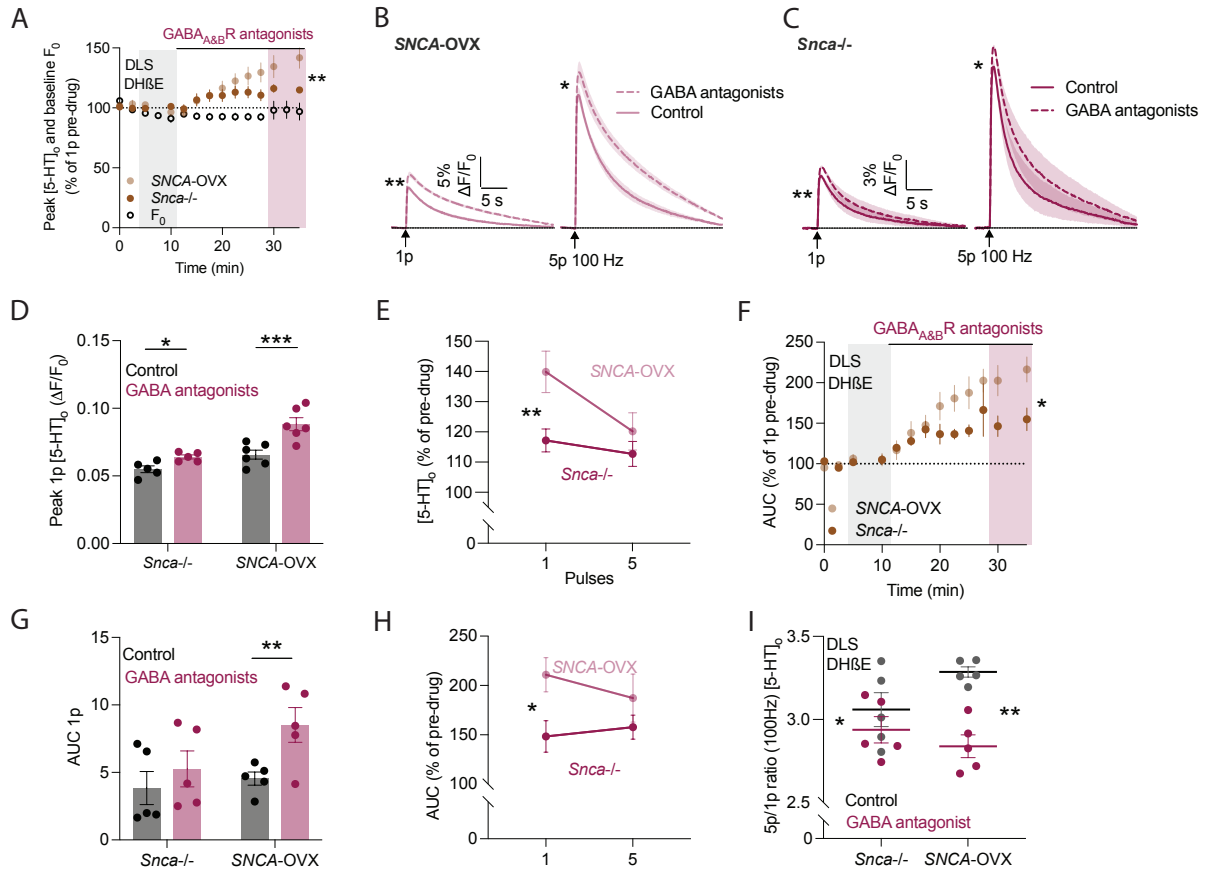 A
GABA_A&B R antagonists
Peak [5-HT]o and baseline F0
(% of 1p pre-drug)
150
100
50
0
DLS
DHßE
**
SNCA-OVX
Snca-/-
F0
0
10
20
30
Time (min)
B
SNCA-OVX
*
GABA antagonists
Control
**
5%
ΔF/F0
5 s
1p
5p 100 Hz
C
Snca-/-
*
Control
GABA antagonists
**
3%
ΔF/F0
5 s
1p
5p 100 Hz
D
Peak 1p [5-HT]o (ΔF/F0)
0.15
0.10
0.05
0.00
*
***
Control
GABA antagonists
Snca-/-
SNCA-OVX
E
[5-HT]o (% of pre-drug)
150
140
130
120
110
100
0
SNCA-OVX
**
Snca-/-
1
5
Pulses
F
GABA_A&B R antagonists
AUC (% of 1p pre-drug)
250
200
150
100
50
0
DLS
DHßE
*
SNCA-OVX
Snca-/-
0
10
20
30
Time (min)
G
AUC 1p
15
10
5
0
Control
GABA antagonists
**
Snca-/-
SNCA-OVX
H
AUC (% of pre-drug)
250
200
150
100
0
SNCA-OVX
*
Snca-/-
1
5
I
5p/1p ratio (100Hz) [5-HT]o
3.5
3.0
2.5
0
DLS
DHßE
*
**
Control
GABA antagonist
Snca-/-
SNCA-OVX